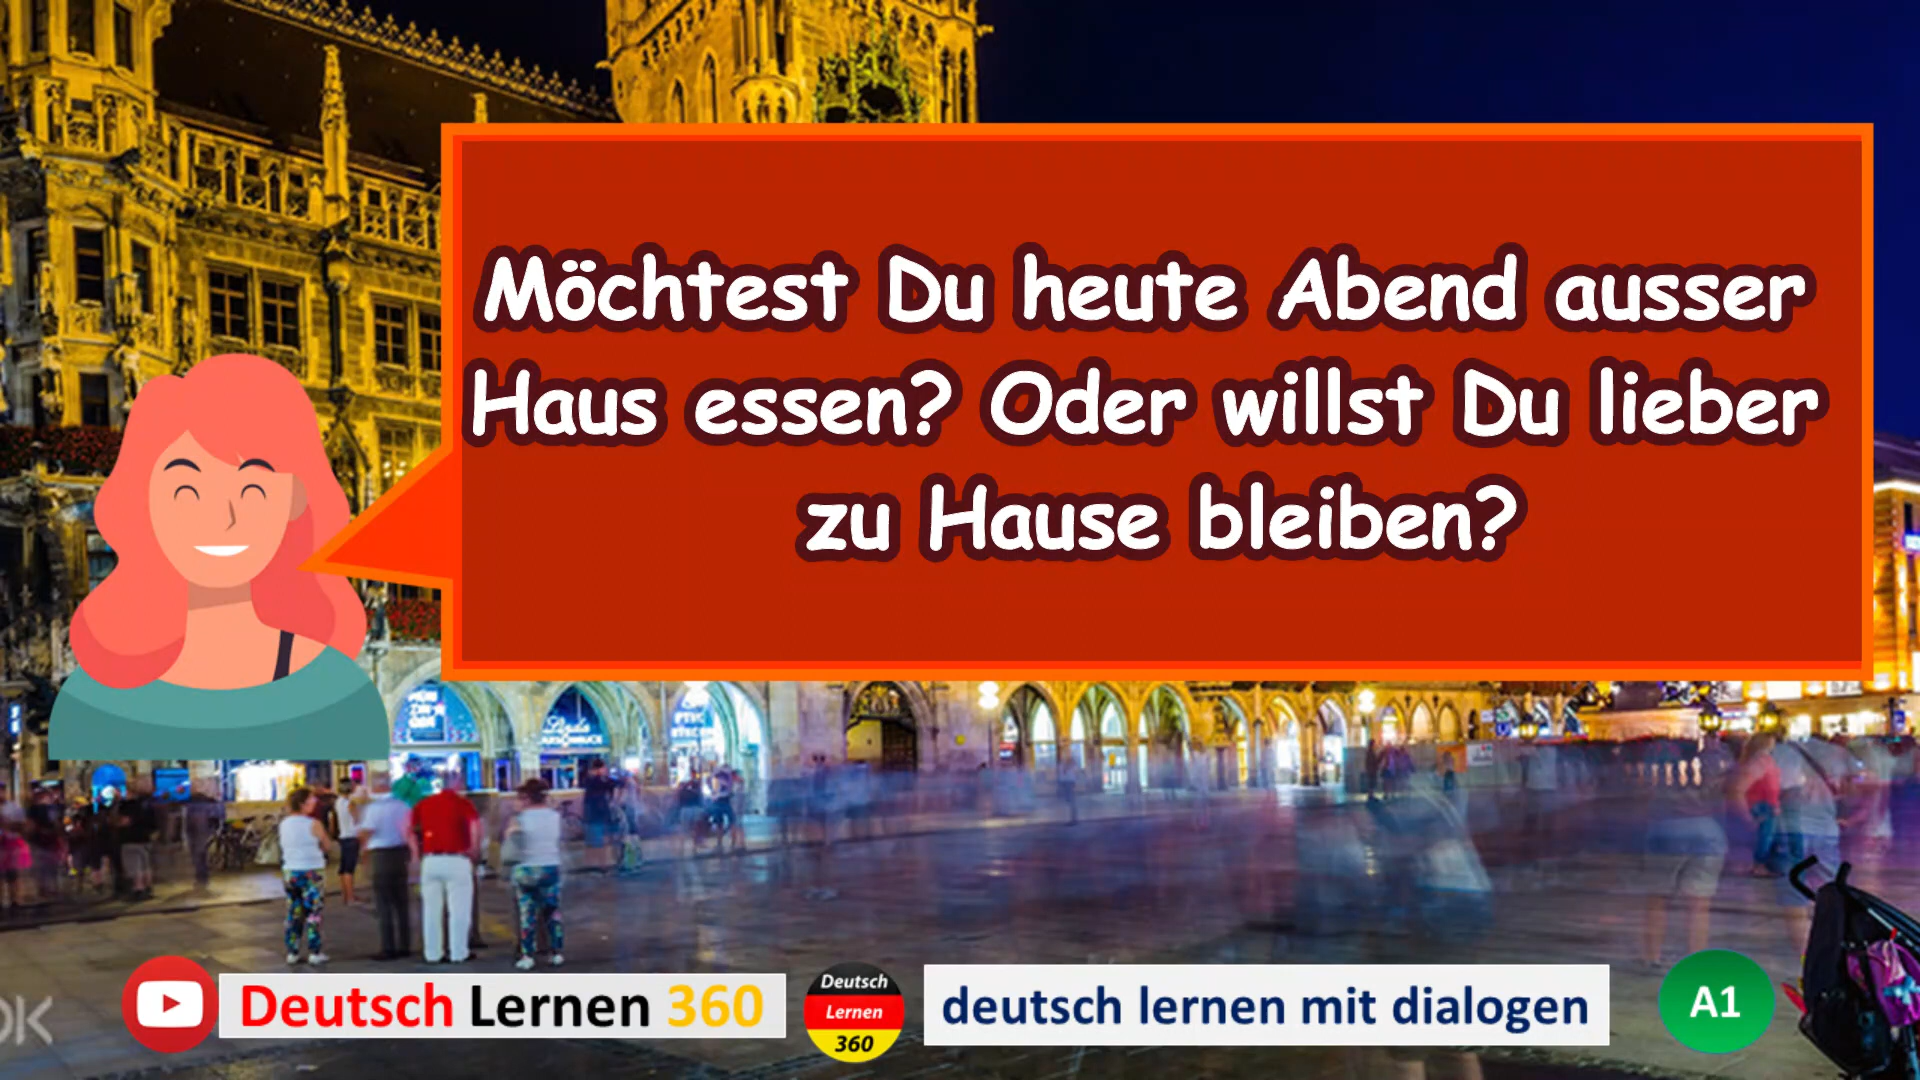 Möchtest Du heute Abend ausser
Haus essen? Oder willst Du lieber
zu Hause bleiben?
Deutsch Lernen 360
Deutsch
Lernen
360
deutsch lernen mit dialogen
A1